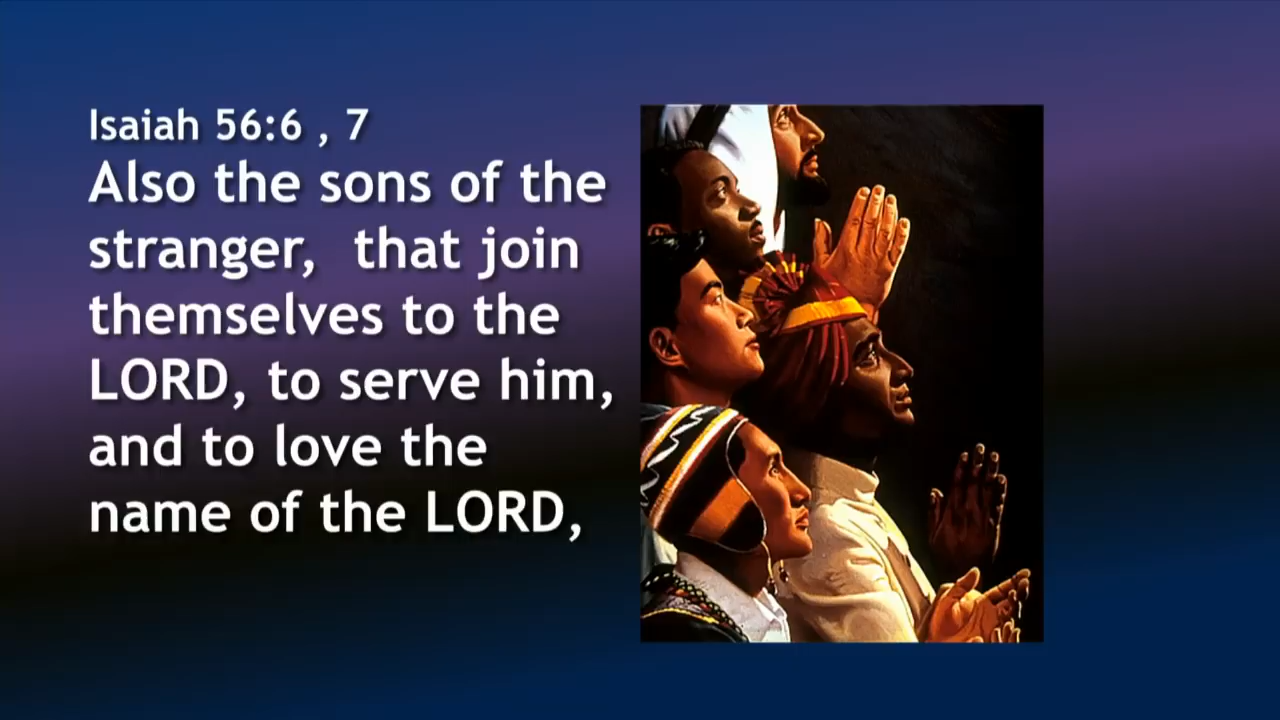 Isaiah 56:6 , 7
Also the sons of the
stranger,  that join
themselves to the
LORD, to serve him,
and to love the
name of the LORD,